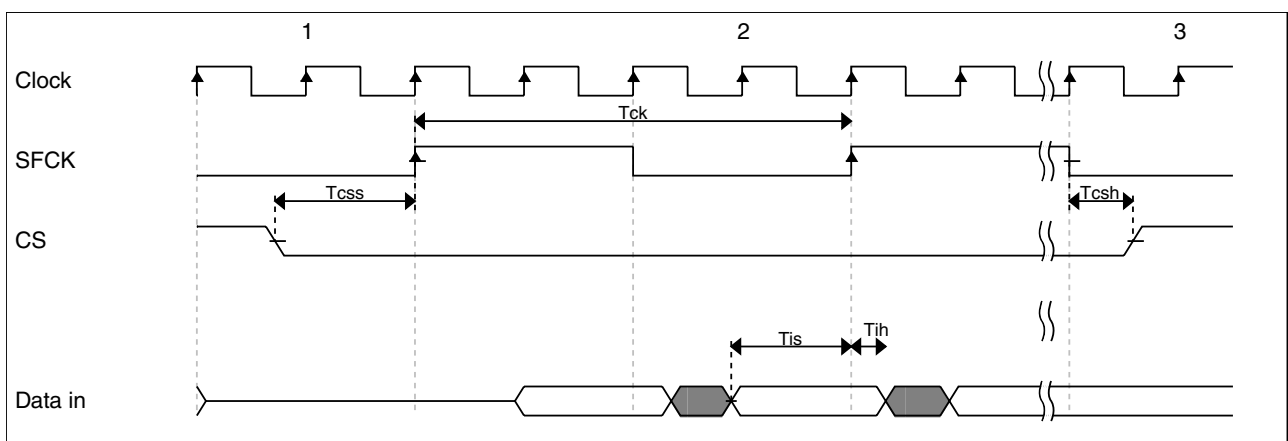 1 2 3
Clock
Tck
SFCK
Tcss Tcsh
CS
Tis Tih
Data in